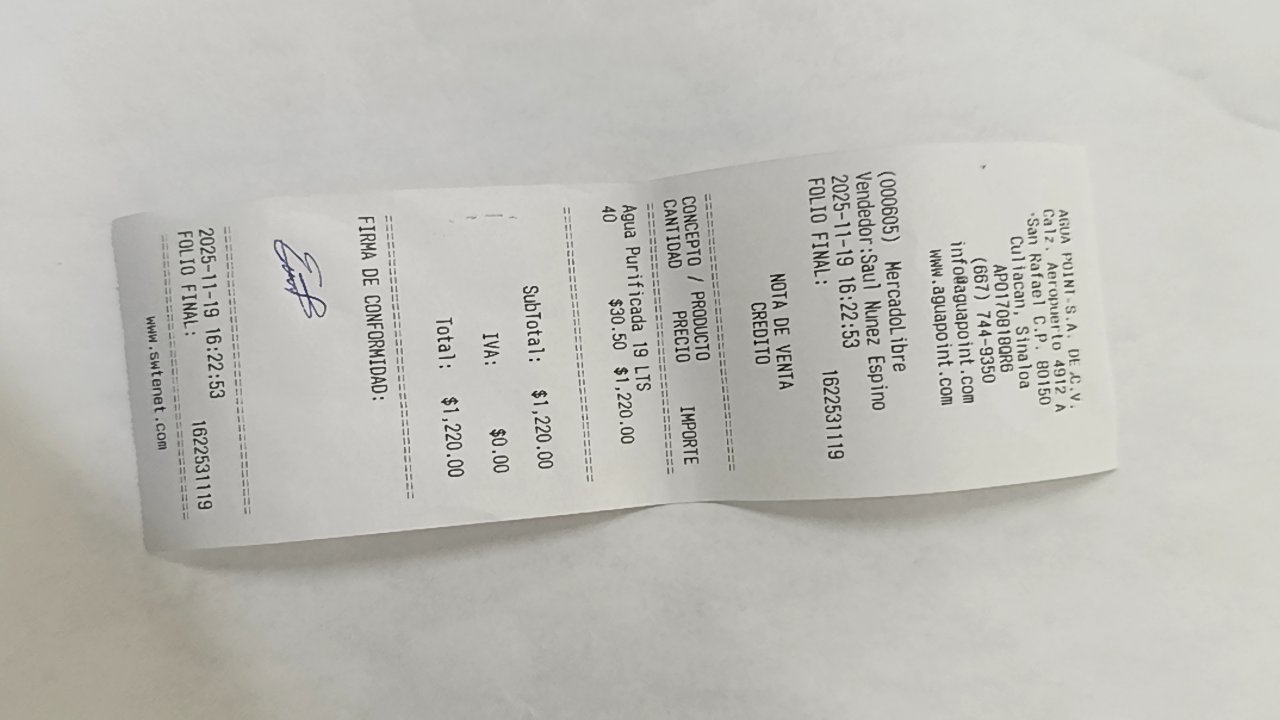 AGUA POINT S.A. DE C.V.
Calz. Aeropuerto 4912 A
San Rafael C.P. 80150
Culiacan, Sinaloa
APO170818QR6
(667) 744-9350
info@aguapoint.com
www.aguapoint.com
(000605) MercadoLibre
Vendedor:Saul Nunez Espino
2025-11-19 16:22:53
FOLIO FINAL: 1622531119
NOTA DE VENTA
CREDITO
================================
CONCEPTO / PRODUCTO
CANTIDAD PRECIO IMPORTE
================================
Agua Purificada 19 LTS
40 $30.50 $1,220.00
================================
SubTotal: $1,220.00
IVA: $0.00
Total: $1,220.00
================================
FIRMA DE CONFORMIDAD:
================================
2025-11-19 16:22:53
FOLIO FINAL: 1622531119
================================
www.swtenet.com